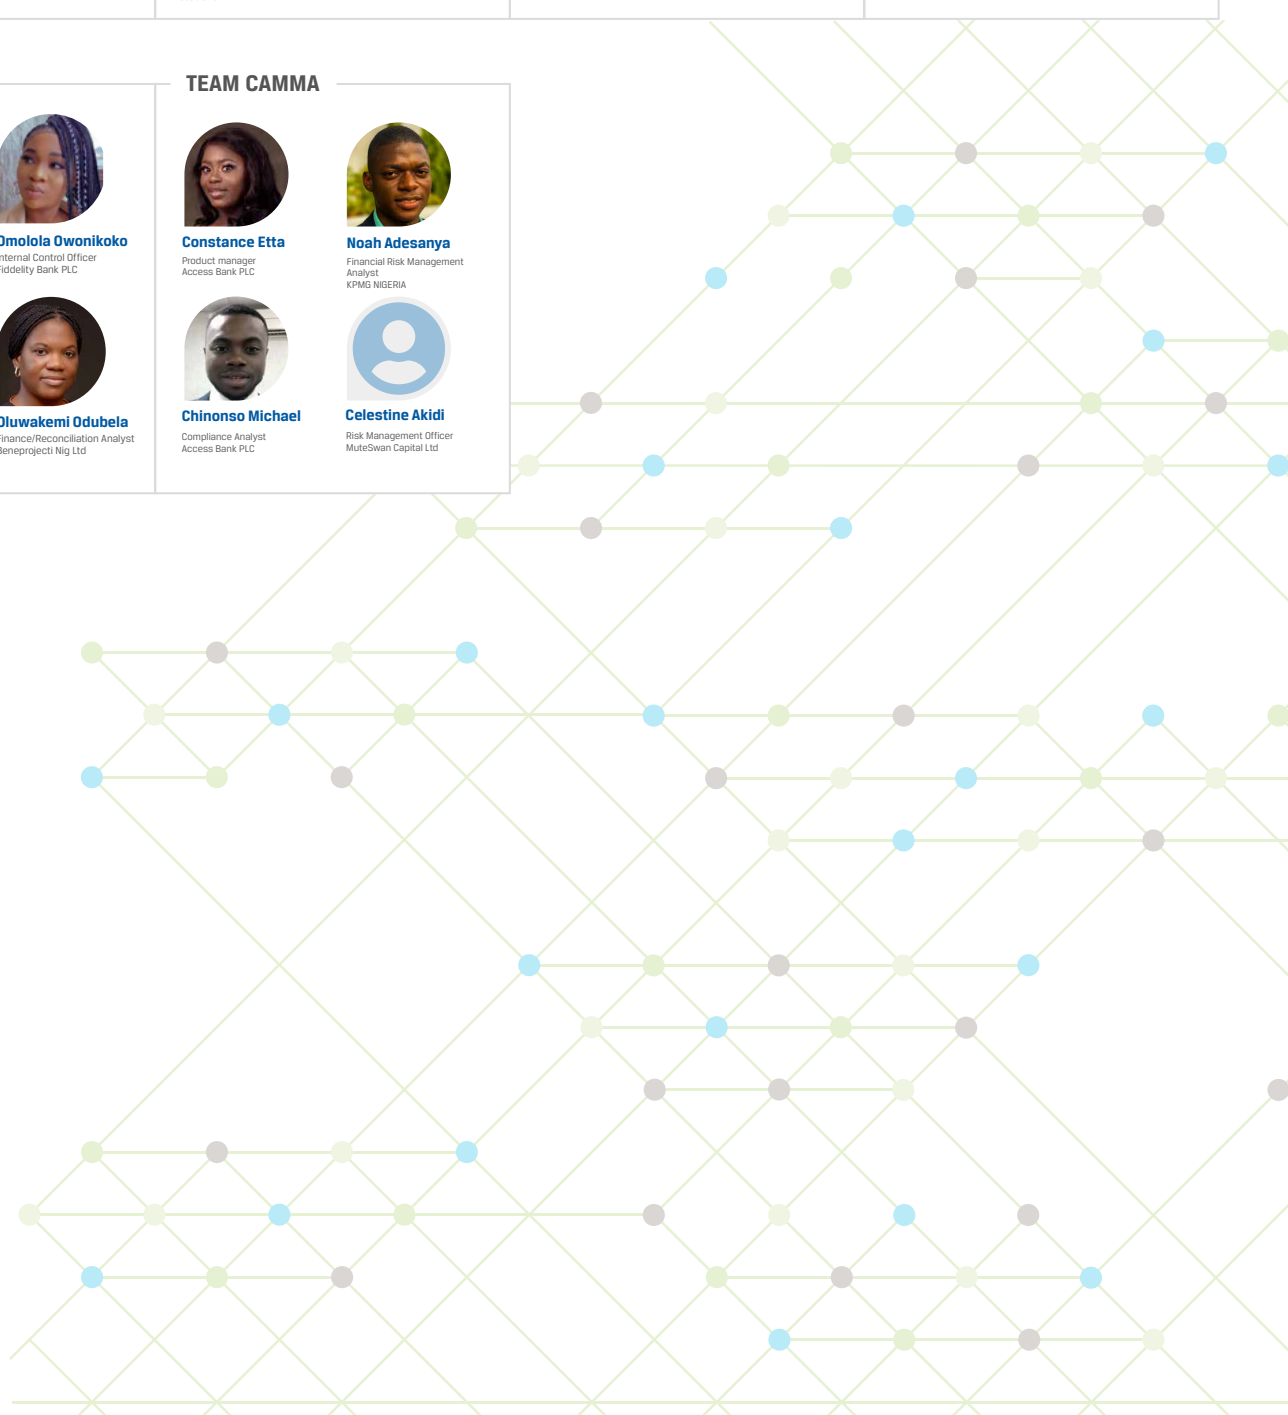 TEAM CAMMA
Omolola Owonikoko
Internal Control Officer
Fiddelity Bank PLC
Constance Etta
Product manager
Access Bank PLC
Noah Adesanya
Financial Risk Management
Analyst
KPMG NIGERIA
Oluwakemi Odubela
Finance/Reconciliation Analyst
Beneprojecti Nig Ltd
Chinonso Michael
Compliance Analyst
Access Bank PLC
Celestine Akidi
Risk Management Officer
MuteSwan Capital Ltd